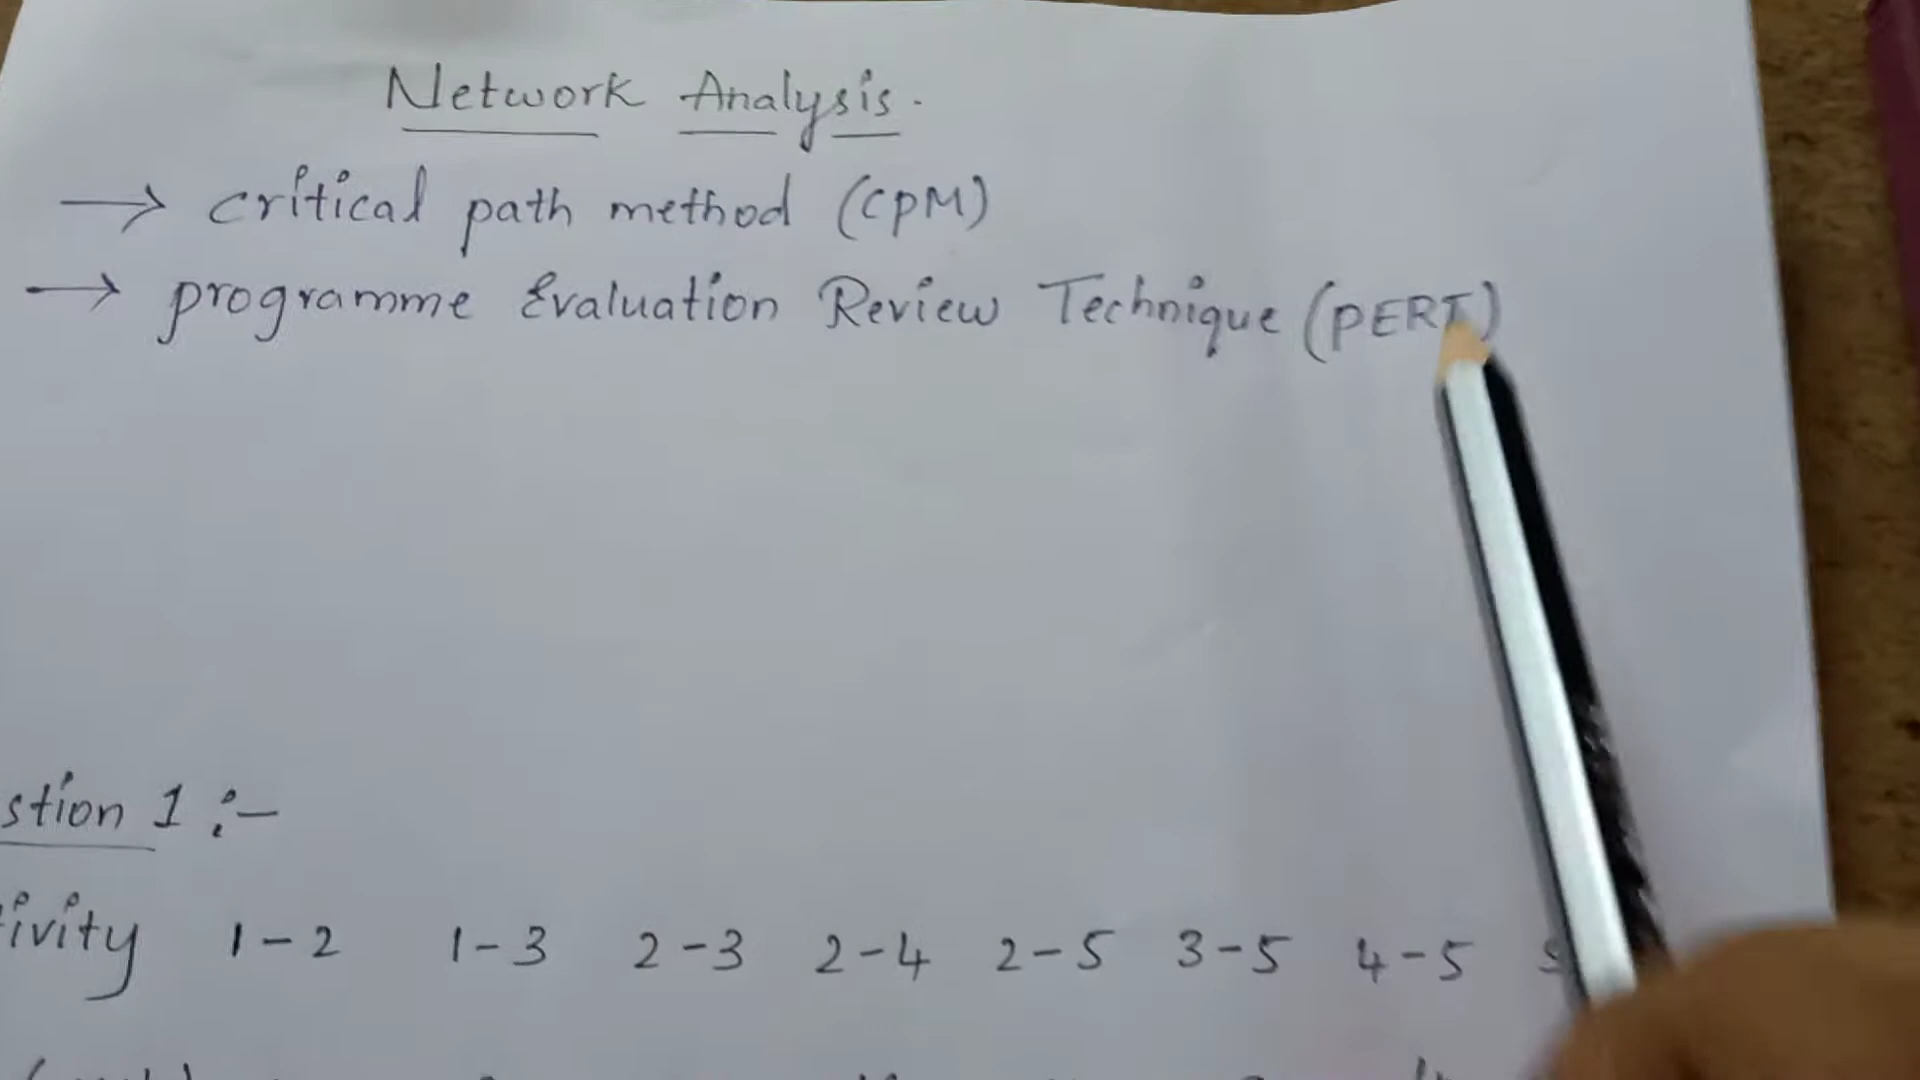 Network Analysis.
→ critical path method (CPM)
→ programme Evaluation Review Technique (PERT)
stion 1 :-
tivity 1-2 1-3 2-3 2-4 2-5 3-5 4-5